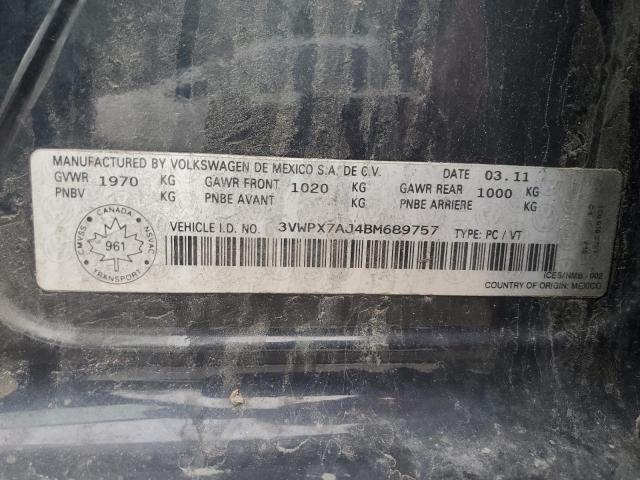 MANUFACTURED BY VOLKSWAGEN DE MEXICO S.A. DE C.V. DATE 03.11
GVWR 1970 KG GAWR FRONT 1020 KG GAWR REAR 1000 KG
PNBV KG PNBE AVANT KG PNBE ARRIERE KG
CANADA
CMVSS 961 NSVAC
TRANSPORT
VEHICLE I.D. NO. 3VWPX7AJ4BM689757 TYPE: PC / VT
ICES/NMB - 002
COUNTRY OF ORIGIN: MEXICO